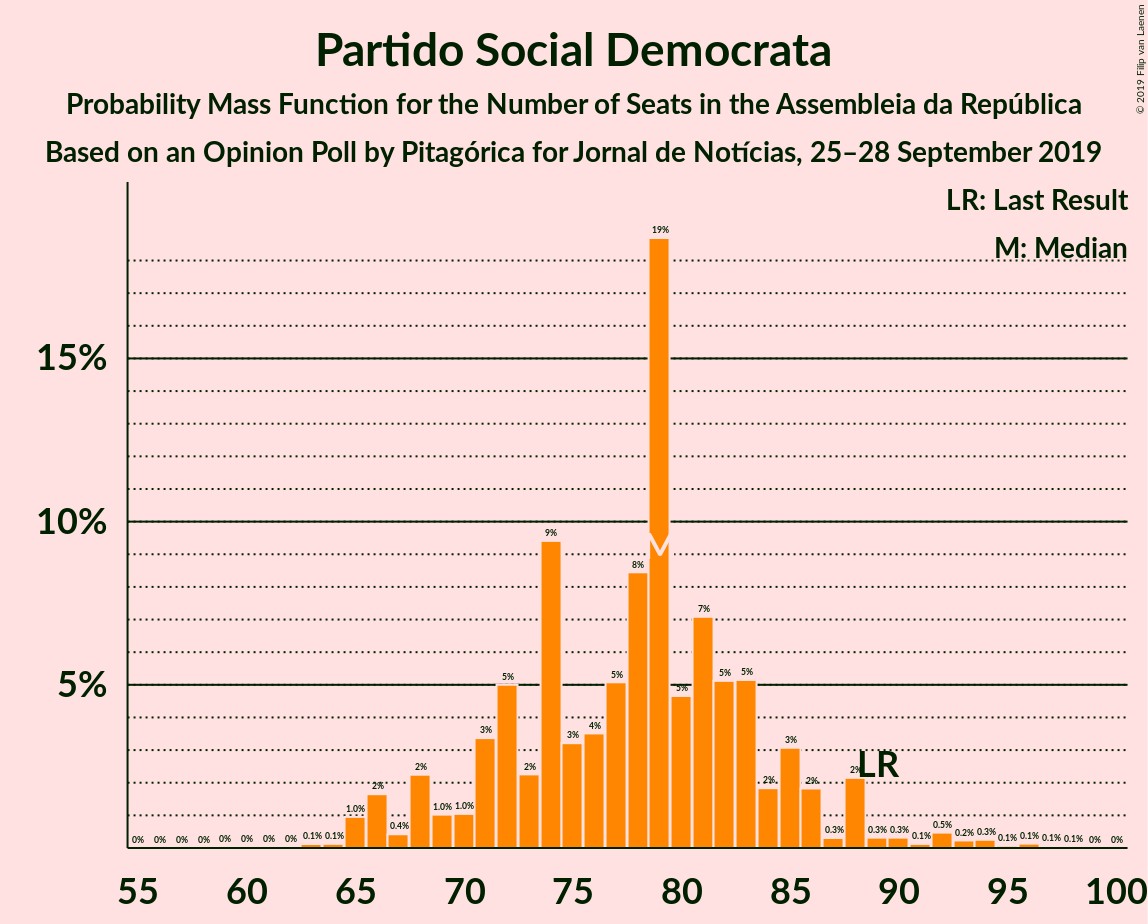 Partido Social Democrata
Probability Mass Function for the Number of Seats in the Assembleia da República
Based on an Opinion Poll by Pitagórica for Jornal de Notícias, 25–28 September 2019
© 2019 Filip van Laenen
LR: Last Result
M: Median
15%
10%
5%
0% 0% 0% 0% 0% 0% 0% 0% 0.1% 0.1% 1.0% 2% 0.4% 2% 1.0% 1.0% 3% 5% 2% 9% 3% 4% 5% 8% 19% 5% 7% 5% 5% 2% 3% 2% 0.3% 2% 0.3% 0.3% 0.1% 0.5% 0.2% 0.3% 0.1% 0.1% 0.1% 0.1% 0% 0%
LR
55 60 65 70 75 80 85 90 95 100